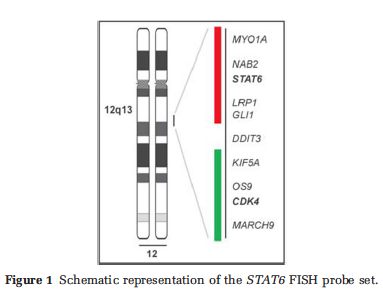 12q13
12
MYO1A
NAB2
STAT6
LRP1
GLI1
DDIT3
KIF5A
OS9
CDK4
MARCH9
Figure 1 Schematic representation of the STAT6 FISH probe set.